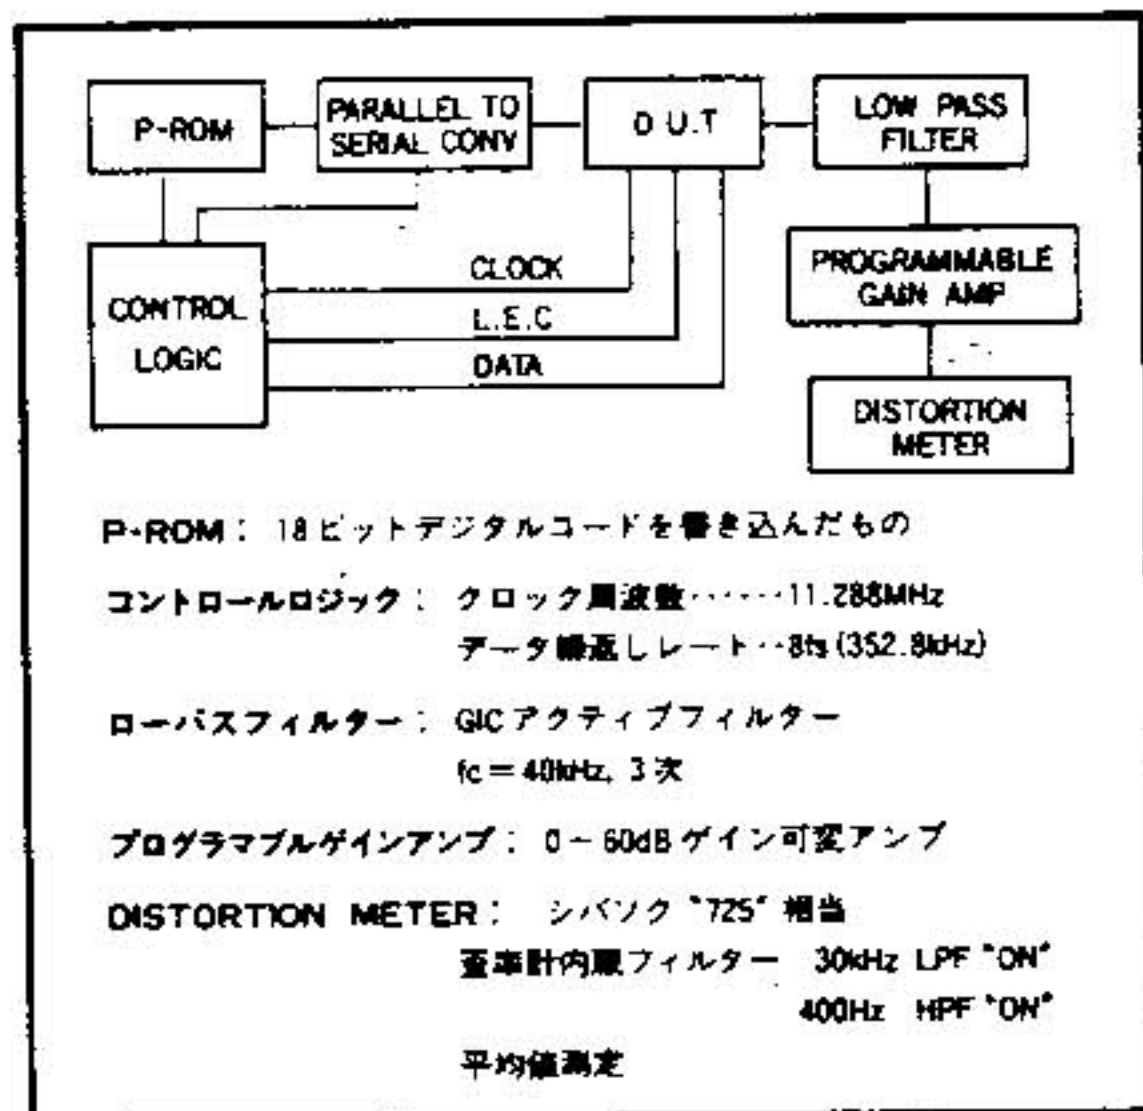 P-ROM
PARALLEL TO
SERIAL CONV
D U.T
LOW PASS
FILTER
CONTROL
LOGIC
CLOCK
L.E.C
DATA
PROGRAMMABLE
GAIN AMP
DISTORTION
METER
P-ROM: 18ビットデジタルコードを書き込んだもの
コントロールロジック: クロック周波数……11.288MHz
データ繰返しレート‥8fs(352.8kHz)
ローパスフィルター: GICアクティブフィルター
fc=40kHz, 3次
プログラマブルゲインアンプ: 0-60dBゲイン可変アンプ
DISTORTION METER: シバソク"725"相当
歪率計内蔵フィルター 30kHz LPF "ON"
400Hz HPF "ON"
平均値測定